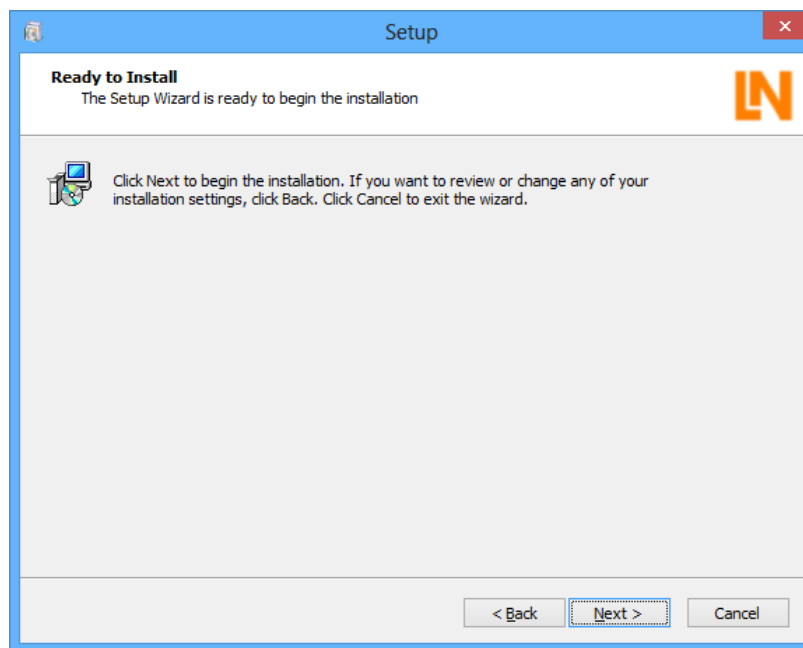 Setup
Ready to Install
The Setup Wizard is ready to begin the installation
LN
Click Next to begin the installation. If you want to review or change any of your
installation settings, click Back. Click Cancel to exit the wizard.
< Back
Next >
Cancel